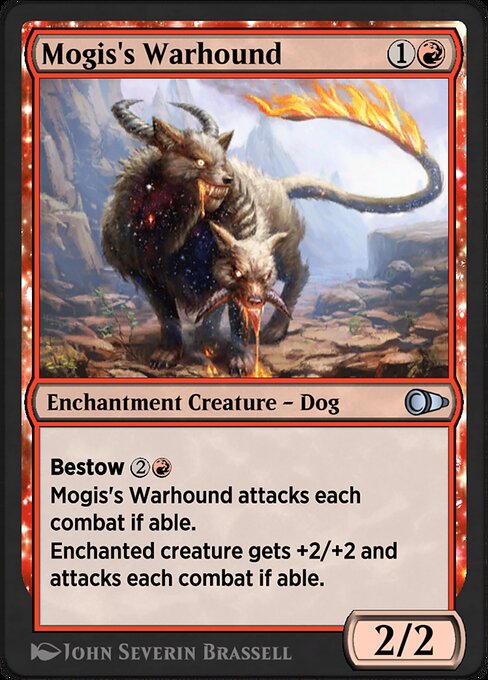 Mogis's Warhound 1
Enchantment Creature – Dog
Bestow 2
Mogis's Warhound attacks each
combat if able.
Enchanted creature gets +2/+2 and
attacks each combat if able.
2/2
John Severin Brassell